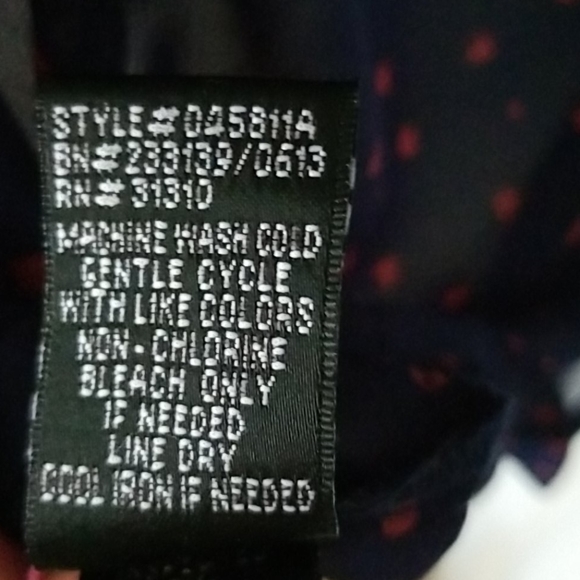 STYLE# 045811A
BN# 233139/0613
RN# 31310
MACHINE WASH COLD
GENTLE CYCLE
WITH LIKE COLORS
NON-CHLORINE
BLEACH ONLY
IF NEEDED
LINE DRY
COOL IRON IF NEEDED